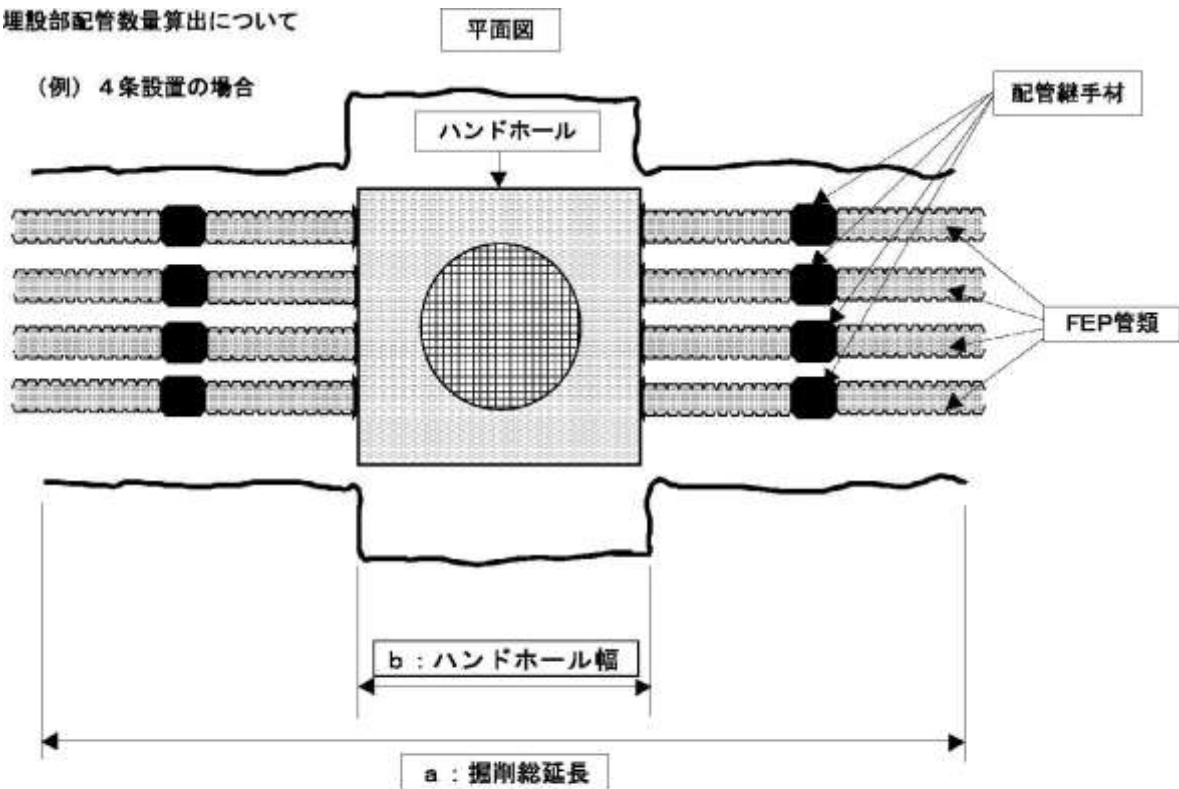 埋設部配管数量算出について
平面図
(例)4条設置の場合
配管継手材
ハンドホール
FEP管類
b:ハンドホール幅
a:掘削総延長